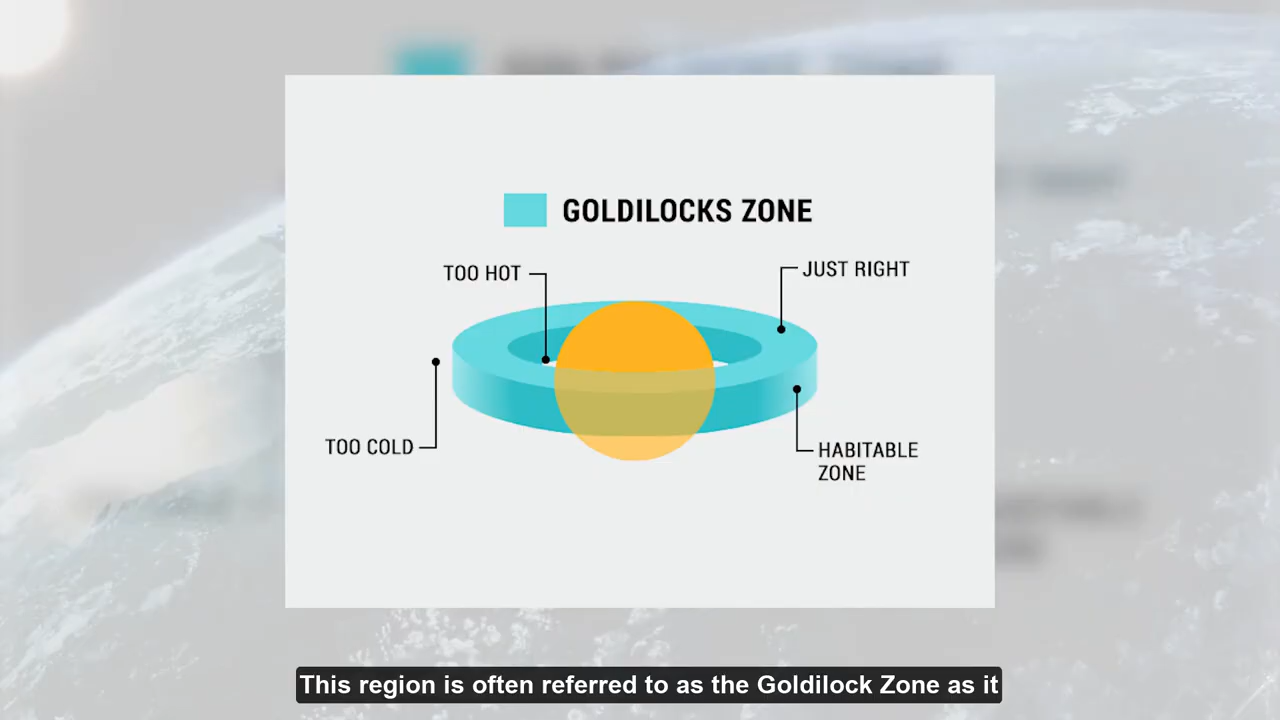 GOLDILOCKS ZONE
TOO HOT
JUST RIGHT
TOO COLD
HABITABLE
ZONE
This region is often referred to as the Goldilock Zone as it